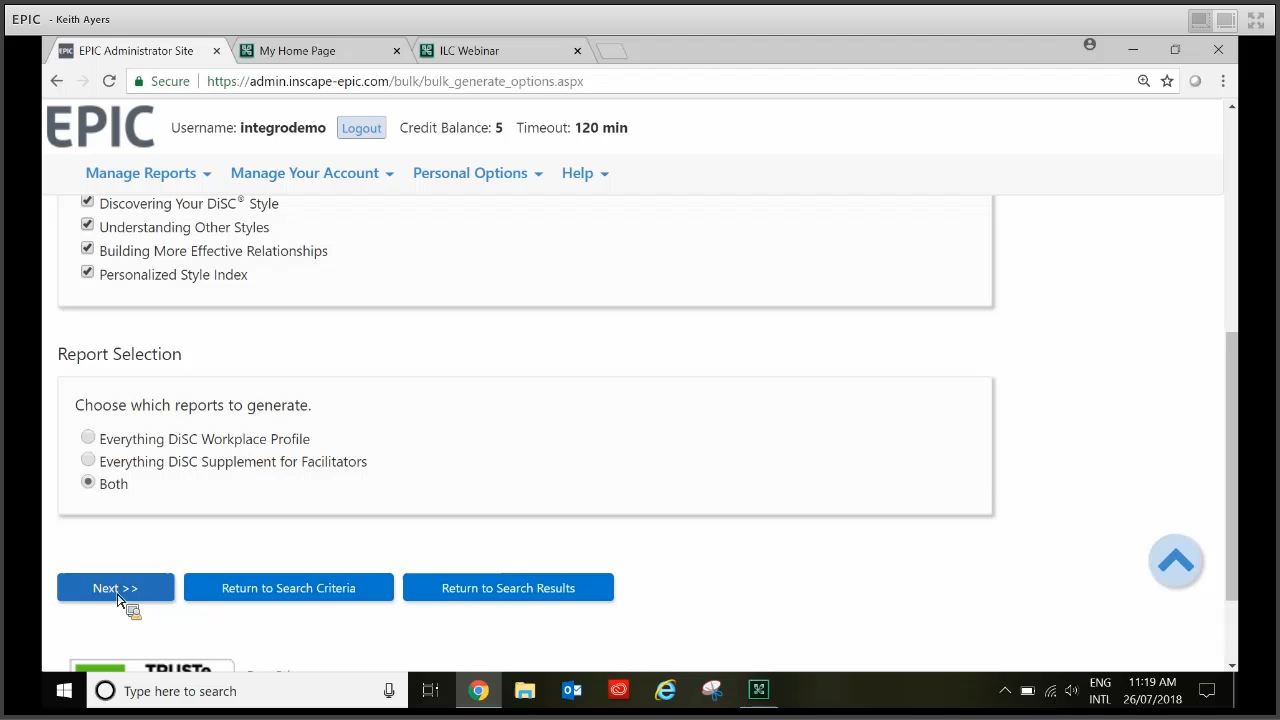 EPIC - Keith Ayers
EPIC EPIC Administrator Site
My Home Page
ILC Webinar
Secure
https://admin.inscape-epic.com/bulk/bulk_generate_options.aspx
EPIC Username: integrodemo Logout Credit Balance: 5 Timeout: 120 min
Manage Reports Manage Your Account Personal Options Help
Discovering Your DiSC® Style
Understanding Other Styles
Building More Effective Relationships
Personalized Style Index
Report Selection
Choose which reports to generate.
Everything DiSC Workplace Profile
Everything DiSC Supplement for Facilitators
Both
Next >> Return to Search Criteria Return to Search Results
TRUSTe
Type here to search
ENG 11:19 AM
INTL 26/07/2018